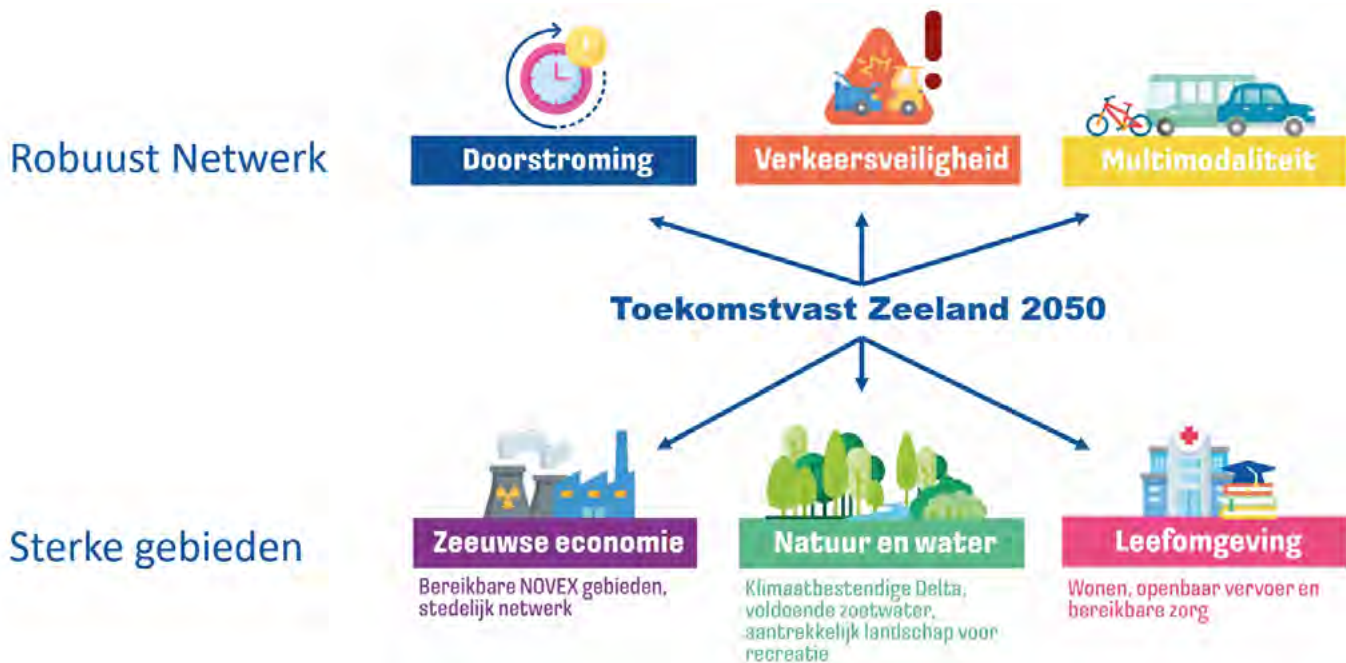 Robuust Netwerk
Doorstroming
Verkeersveiligheid
Multimodaliteit
Toekomstvast Zeeland 2050
Sterke gebieden
Zeeuwse economie
Bereikbare NOVEX gebieden,
stedelijk netwerk
Natuur en water
Klimaatbestendige Delta,
voldoende zoetwater,
aantrekkelijk landschap voor
recreatie
Leefomgeving
Wonen, openbaar vervoer en
bereikbare zorg